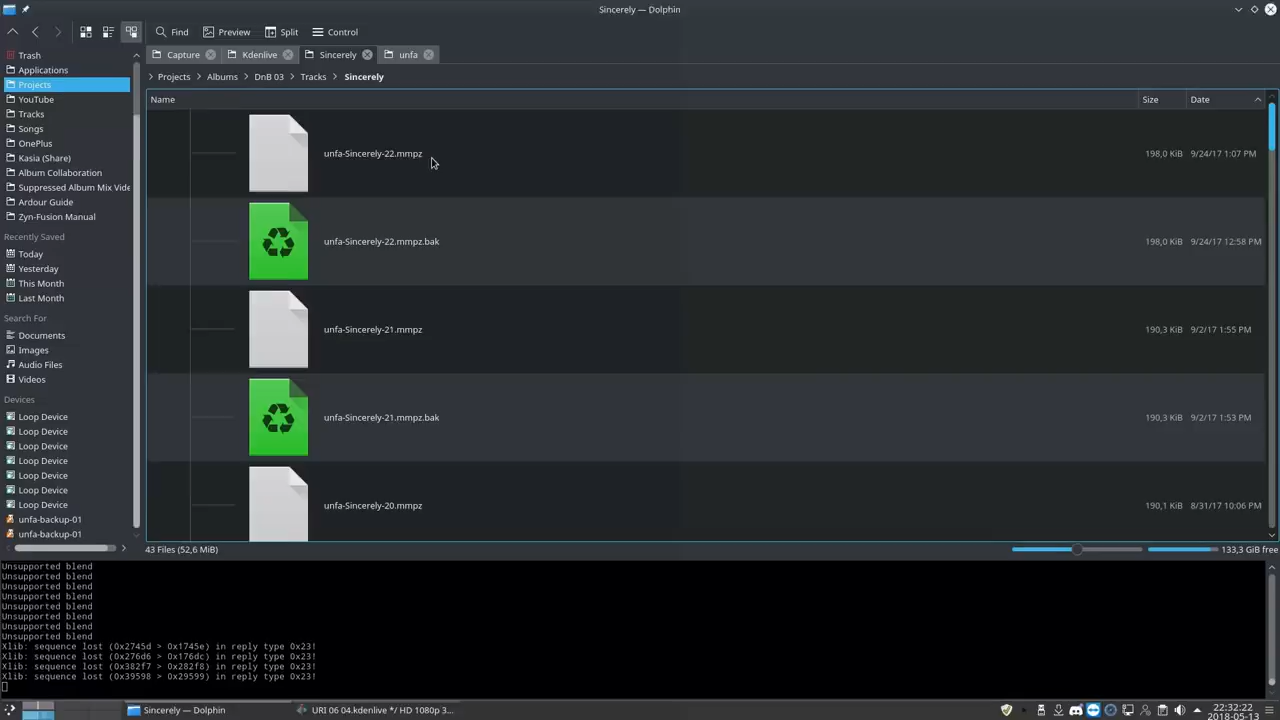 Sincerely — Dolphin
Find
Preview
Split
Control
Capture
Kdenlive
Sincerely
unfa
Projects
Albums
DnB 03
Tracks
Sincerely
Trash
Applications
Projects
YouTube
Tracks
Songs
OnePlus
Kasia (Share)
Album Collaboration
Suppressed Album Mix Vide
Ardour Guide
Zyn-Fusion Manual
Recently Saved
Today
Yesterday
This Month
Last Month
Search For
Documents
Images
Audio Files
Videos
Devices
Loop Device
Loop Device
Loop Device
Loop Device
Loop Device
Loop Device
Loop Device
unfa-backup-01
unfa-backup-01
Name Size Date
unfa-Sincerely-22.mmpz 198,0 KiB 9/24/17 1:07 PM
unfa-Sincerely-22.mmpz.bak 198,0 KiB 9/24/17 12:58 PM
unfa-Sincerely-21.mmpz 190,3 KiB 9/2/17 1:55 PM
unfa-Sincerely-21.mmpz.bak 190,3 KiB 9/2/17 1:53 PM
unfa-Sincerely-20.mmpz 190,1 KiB 8/31/17 10:06 PM
43 Files (52,6 MiB) 133,3 GiB free
Unsupported blend
Unsupported blend
Unsupported blend
Unsupported blend
Unsupported blend
Unsupported blend
Unsupported blend
Unsupported blend
Xlib: sequence lost (0x2745d > 0x1745e) in reply type 0x23!
Xlib: sequence lost (0x276d6 > 0x176dc) in reply type 0x23!
Xlib: sequence lost (0x382f7 > 0x282f8) in reply type 0x23!
Xlib: sequence lost (0x39598 > 0x29599) in reply type 0x23!
Sincerely — Dolphin
URI 06 04.kdenlive */ HD 1080p 3...
22:32:22
2018-05-13